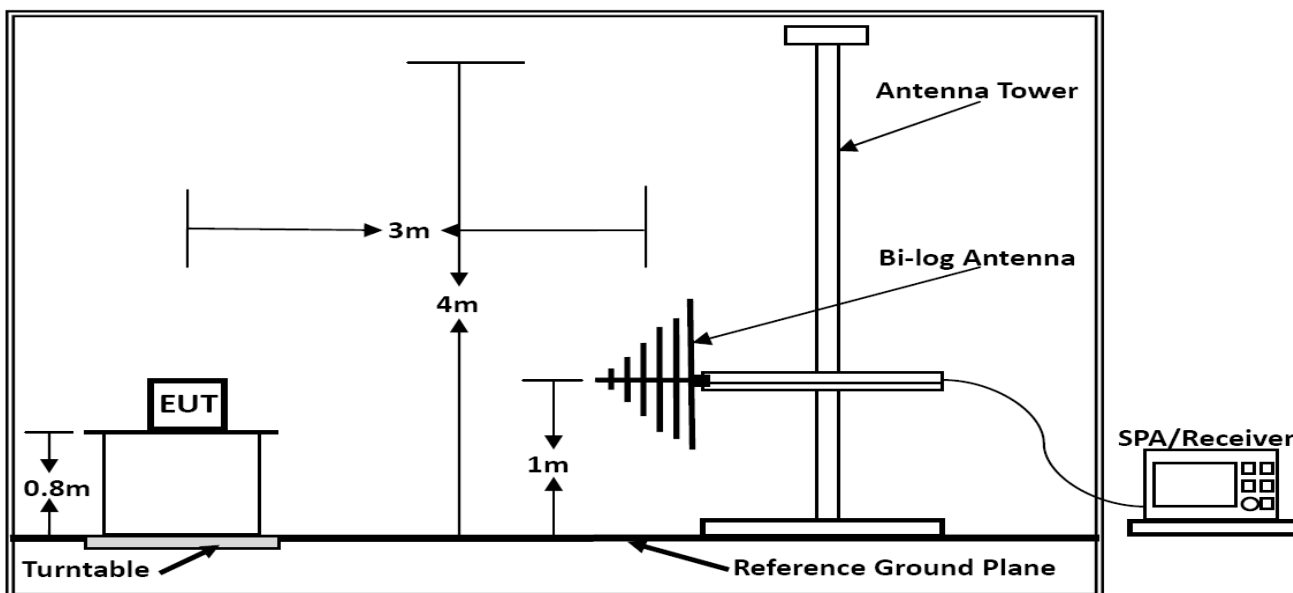 Antenna Tower
3m
Bi-log Antenna
4m
EUT
SPA/Receiver
1m
0.8m
Turntable
Reference Ground Plane